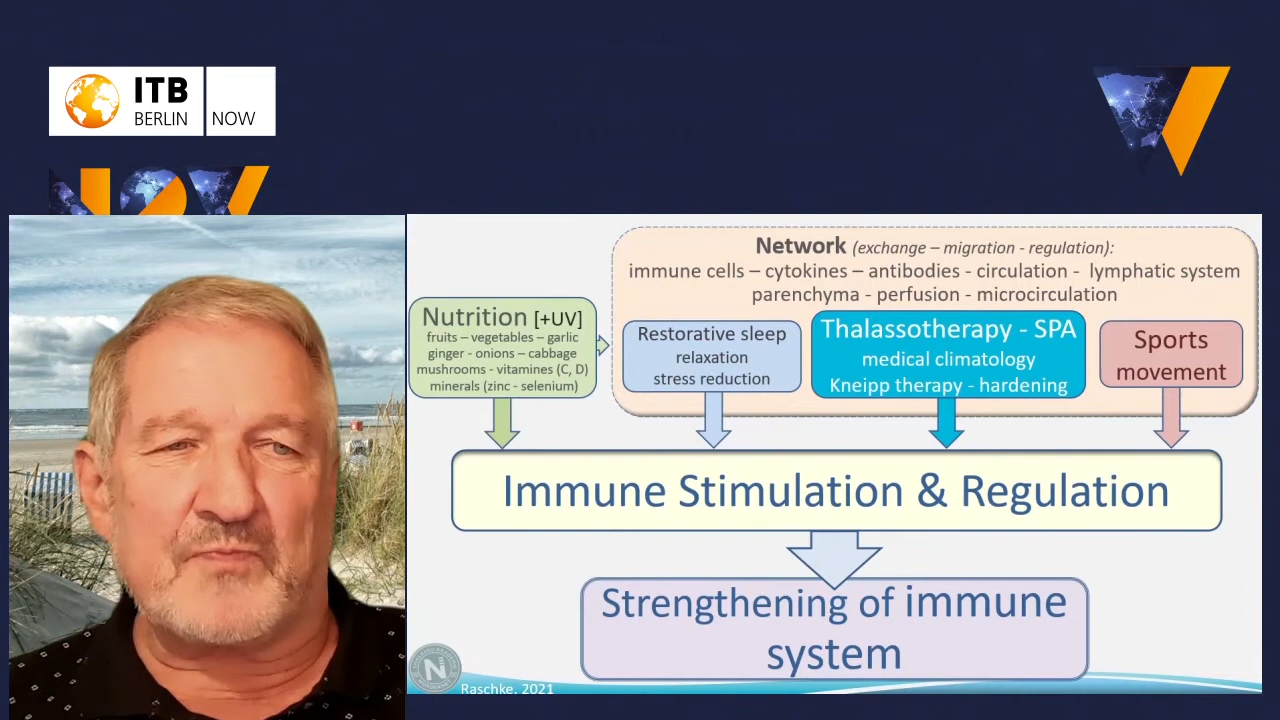 ITB
BERLIN
NOW
NOW
Network (exchange – migration - regulation):
immune cells – cytokines – antibodies - circulation - lymphatic system
parenchyma - perfusion - microcirculation
Nutrition [+UV]
fruits – vegetables – garlic
ginger - onions – cabbage
mushrooms - vitamines (C, D)
minerals (zinc - selenium)
Restorative sleep
relaxation
stress reduction
Thalassotherapy - SPA
medical climatology
Kneipp therapy - hardening
Sports
movement
Immune Stimulation & Regulation
Strengthening of immune
system
N
Raschke, 2021